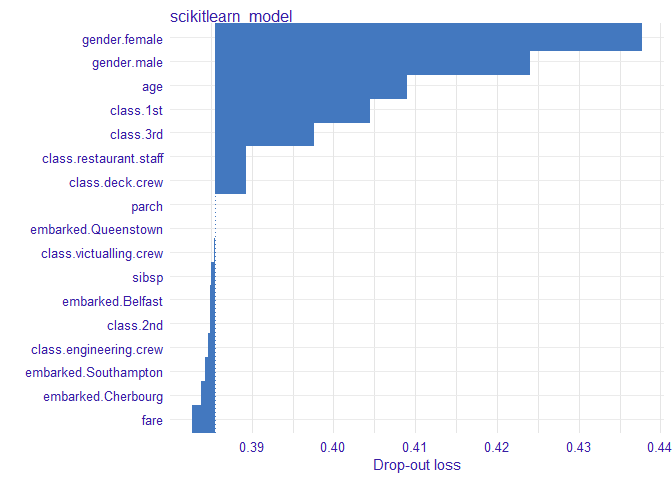 scikitlearn_model
gender.female
gender.male
age
class.1st
class.3rd
class.restaurant.staff
class.deck.crew
parch
embarked.Queenstown
class.victualling.crew
sibsp
embarked.Belfast
class.2nd
class.engineering.crew
embarked.Southampton
embarked.Cherbourg
fare
0.39 0.40 0.41 0.42 0.43 0.44
Drop-out loss